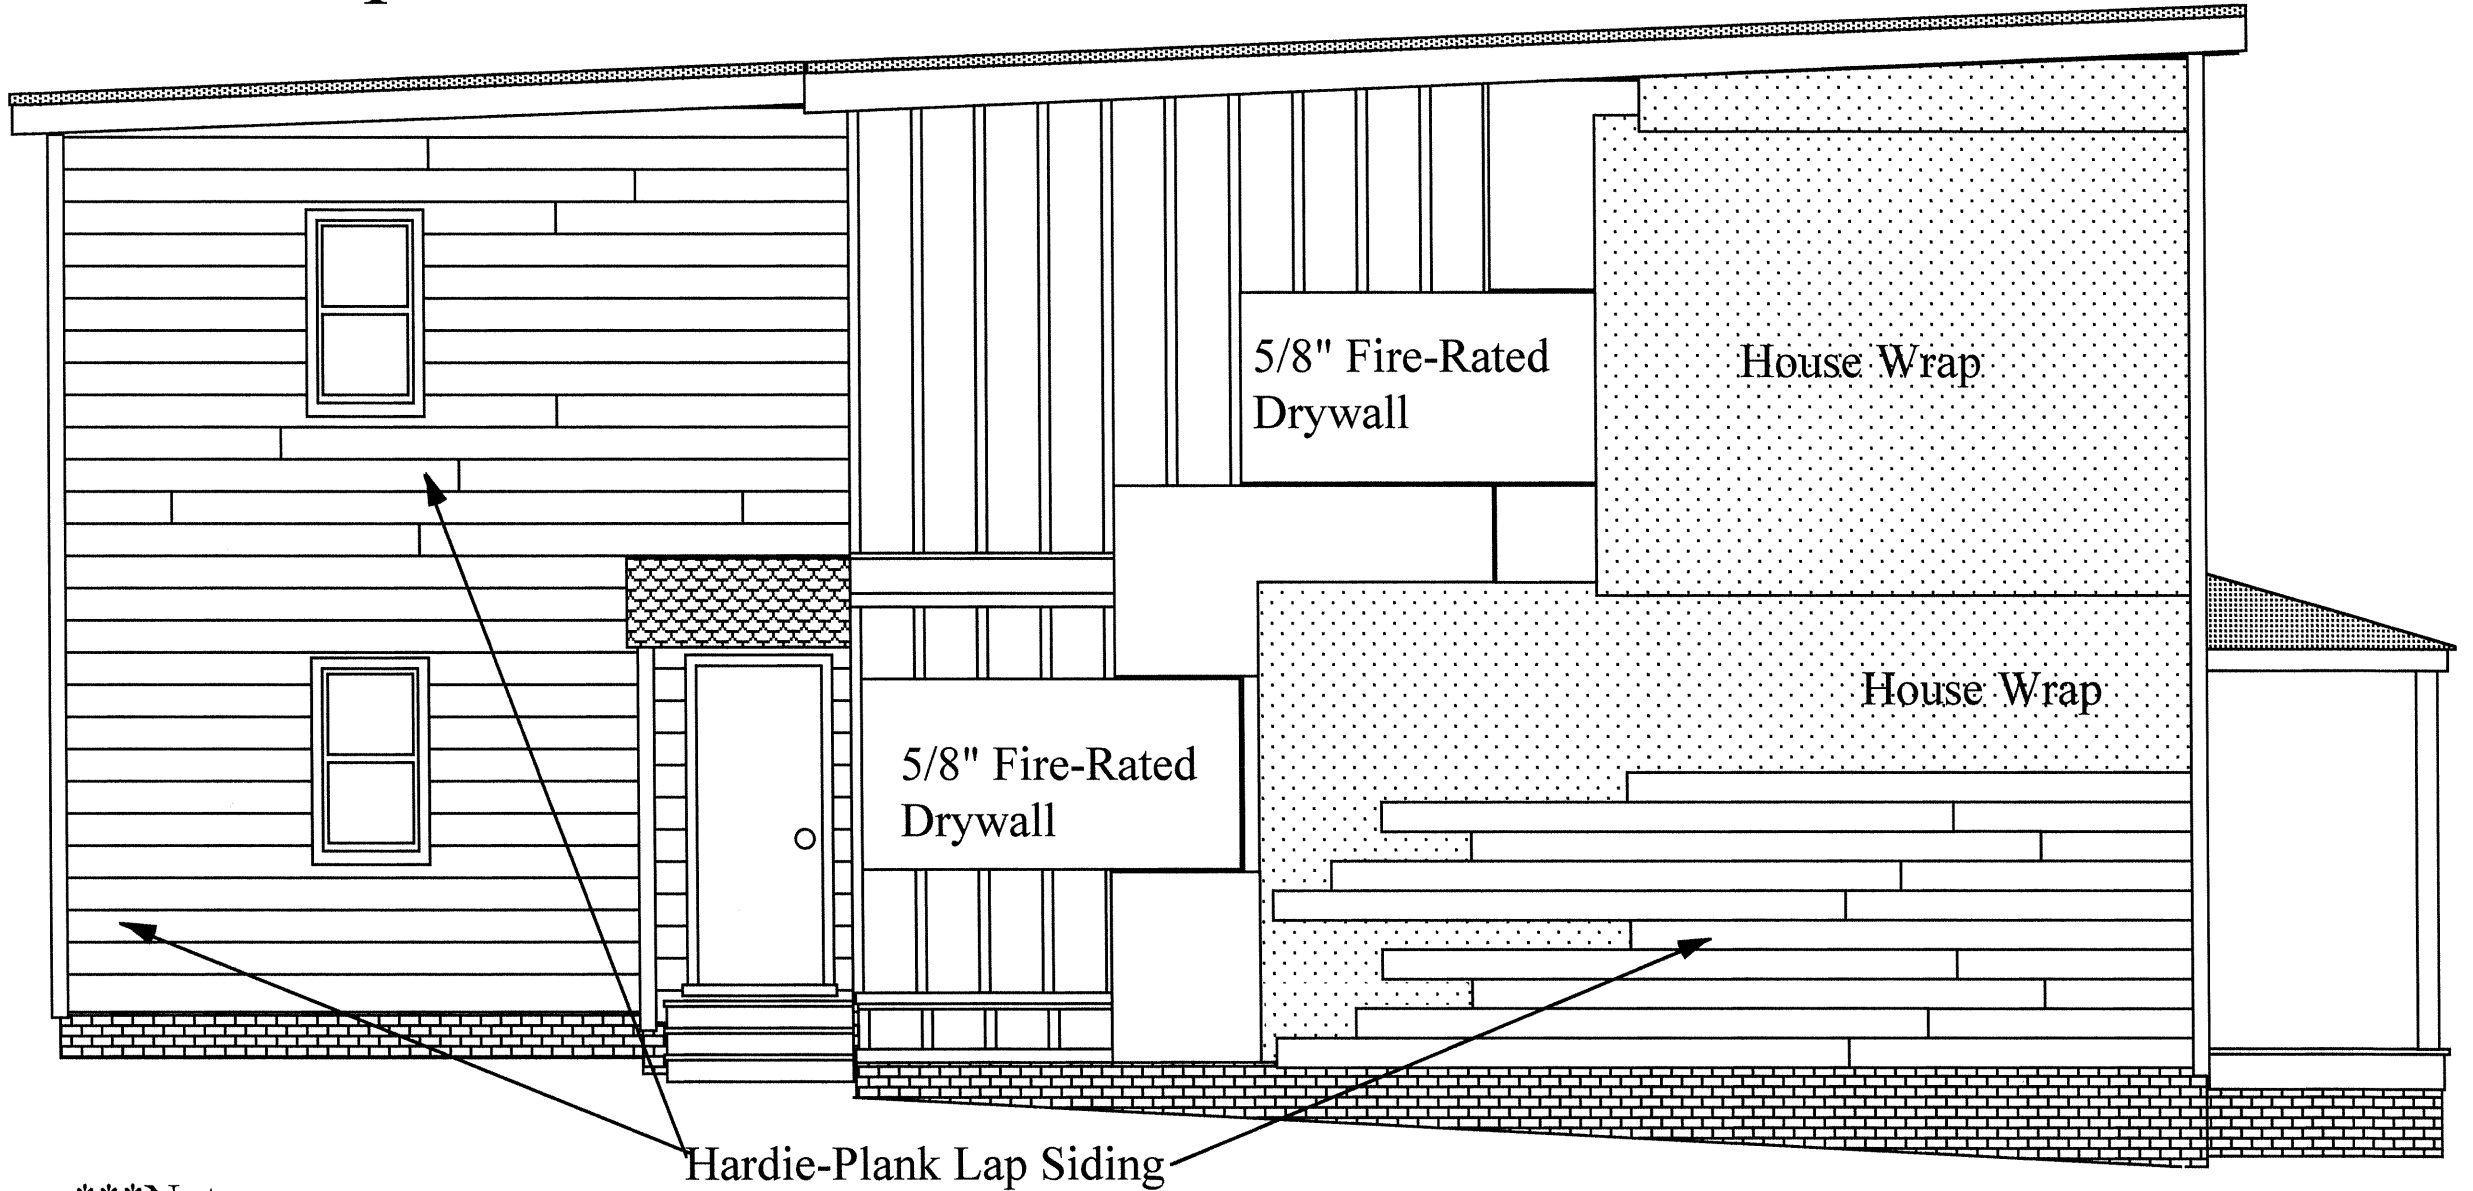 5/8" Fire-Rated
Drywall
House Wrap
House Wrap
5/8" Fire-Rated
Drywall
Hardie-Plank Lap Siding